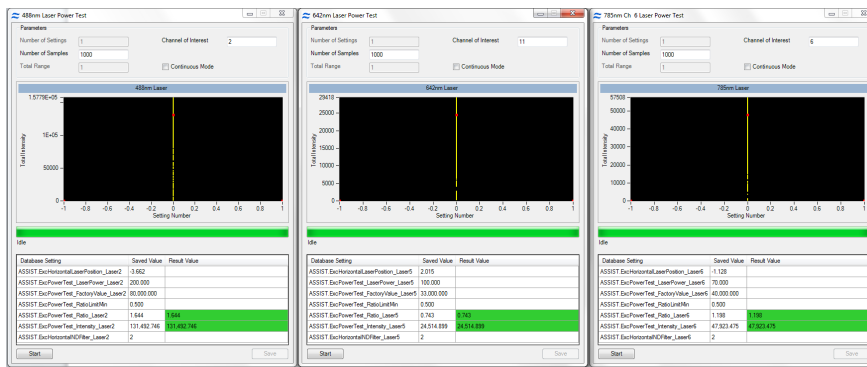 488nm Laser Power Test
Parameters
Number of Settings 1 Channel of Interest 2
Number of Samples 1000
Total Range 1 Continuous Mode
488nm Laser
1.5779E+05
1E+05
50000
0
Total Intensity
-1 -0.8 -0.6 -0.4 -0.2 0 0.2 0.4 0.6 0.8 1
Setting Number
Idle
Database Setting Saved Value Result Value
ASSIST.ExcHorizontalLaserPosition_Laser2 -3.662
ASSIST.ExcPowerTest_LaserPower_Laser2 200.000
ASSIST.ExcPowerTest_FactoryValue_Laser2 80,000.000
ASSIST.ExcPowerTest_RatioLimitMin 0.500
ASSIST.ExcPowerTest_Ratio_Laser2 1.644 1.644
ASSIST.ExcPowerTest_Intensity_Laser2 131,492.746 131,492.746
ASSIST.ExcHorizontalNDFilter_Laser2 2
Start Save
642nm Laser Power Test
Parameters
Number of Settings 1 Channel of Interest 11
Number of Samples 1000
Total Range 1 Continuous Mode
642nm Laser
29418
25000
20000
15000
10000
5000
0
Total Intensity
-1 -0.8 -0.6 -0.4 -0.2 0 0.2 0.4 0.6 0.8 1
Setting Number
Idle
Database Setting Saved Value Result Value
ASSIST.ExcHorizontalLaserPosition_Laser5 2.015
ASSIST.ExcPowerTest_LaserPower_Laser5 100.000
ASSIST.ExcPowerTest_FactoryValue_Laser5 33,000.000
ASSIST.ExcPowerTest_RatioLimitMin 0.500
ASSIST.ExcPowerTest_Ratio_Laser5 0.743 0.743
ASSIST.ExcPowerTest_Intensity_Laser5 24,514.899 24,514.899
ASSIST.ExcHorizontalNDFilter_Laser5 2
Start Save
785nm Ch 6 Laser Power Test
Parameters
Number of Settings 1 Channel of Interest 6
Number of Samples 1000
Total Range 1 Continuous Mode
785nm Laser
57508
50000
40000
30000
20000
10000
0
Total Intensity
-1 -0.8 -0.6 -0.4 -0.2 0 0.2 0.4 0.6 0.8 1
Setting Number
Idle
Database Setting Saved Value Result Value
ASSIST.ExcHorizontalLaserPosition_Laser6 -1.128
ASSIST.ExcPowerTest_LaserPower_Laser6 70.000
ASSIST.ExcPowerTest_FactoryValue_Laser6 40,000.000
ASSIST.ExcPowerTest_RatioLimitMin 0.500
ASSIST.ExcPowerTest_Ratio_Laser6 1.198 1.198
ASSIST.ExcPowerTest_Intensity_Laser6 47,923.475 47,923.475
ASSIST.ExcHorizontalNDFilter_Laser6 2
Start Save